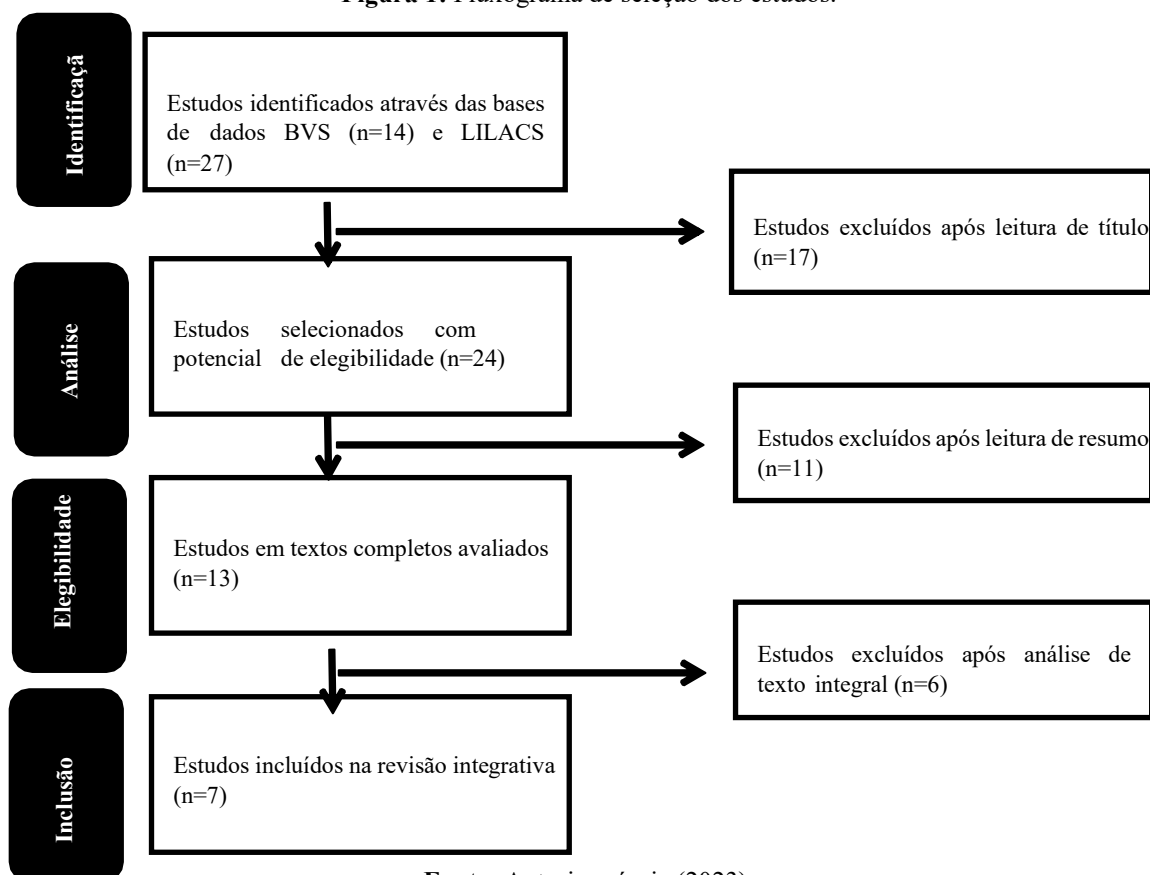 Figura 1. Fluxograma de seleção dos estudos.
Identificaçã
Estudos identificados através das bases
de dados BVS (n=14) e LILACS
(n=27)
Estudos excluídos após leitura de título
(n=17)
Análise
Estudos selecionados com
potencial de elegibilidade (n=24)
Estudos excluídos após leitura de resumo
(n=11)
Elegibilidade
Estudos em textos completos avaliados
(n=13)
Estudos excluídos após análise de
texto integral (n=6)
Inclusão
Estudos incluídos na revisão integrativa
(n=7)
(2023)